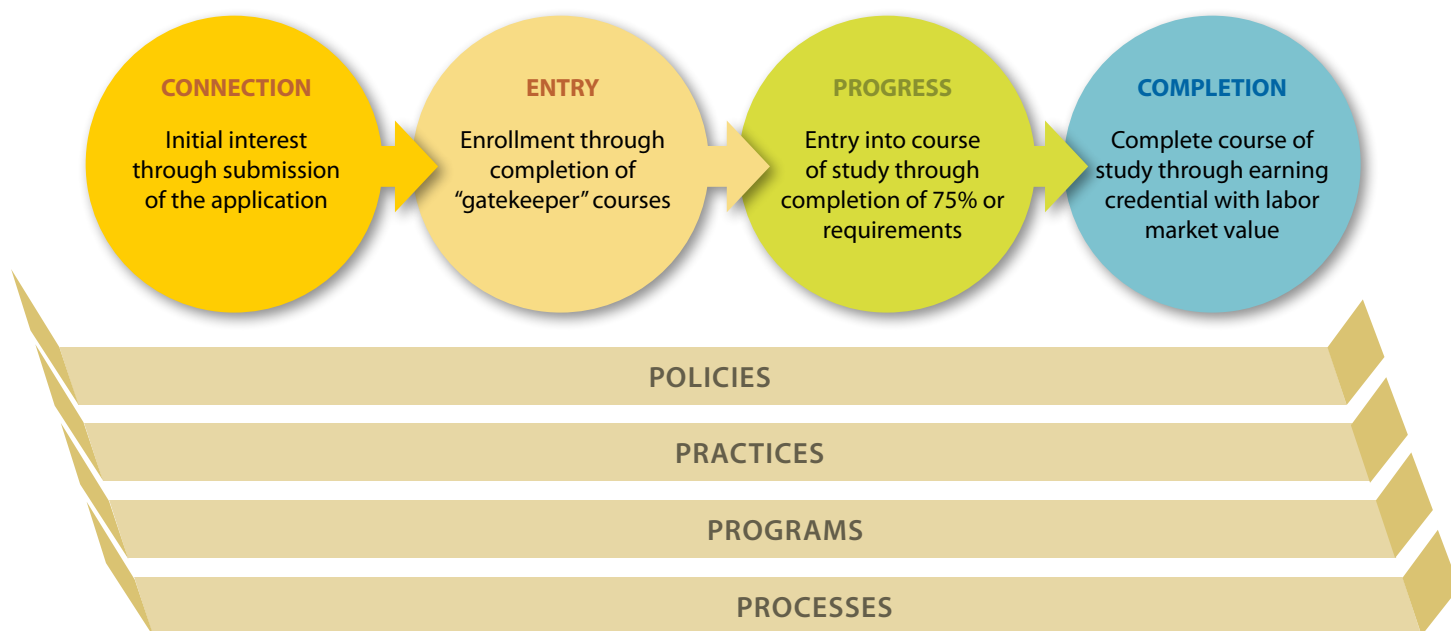 CONNECTION
Initial interest
through submission
of the application
ENTRY
Enrollment through
completion of
“gatekeeper” courses
PROGRESS
Entry into course
of study through
completion of 75% or
requirements
COMPLETION
Complete course of
study through earning
credential with labor
market value
POLICIES
PRACTICES
PROGRAMS
PROCESSES